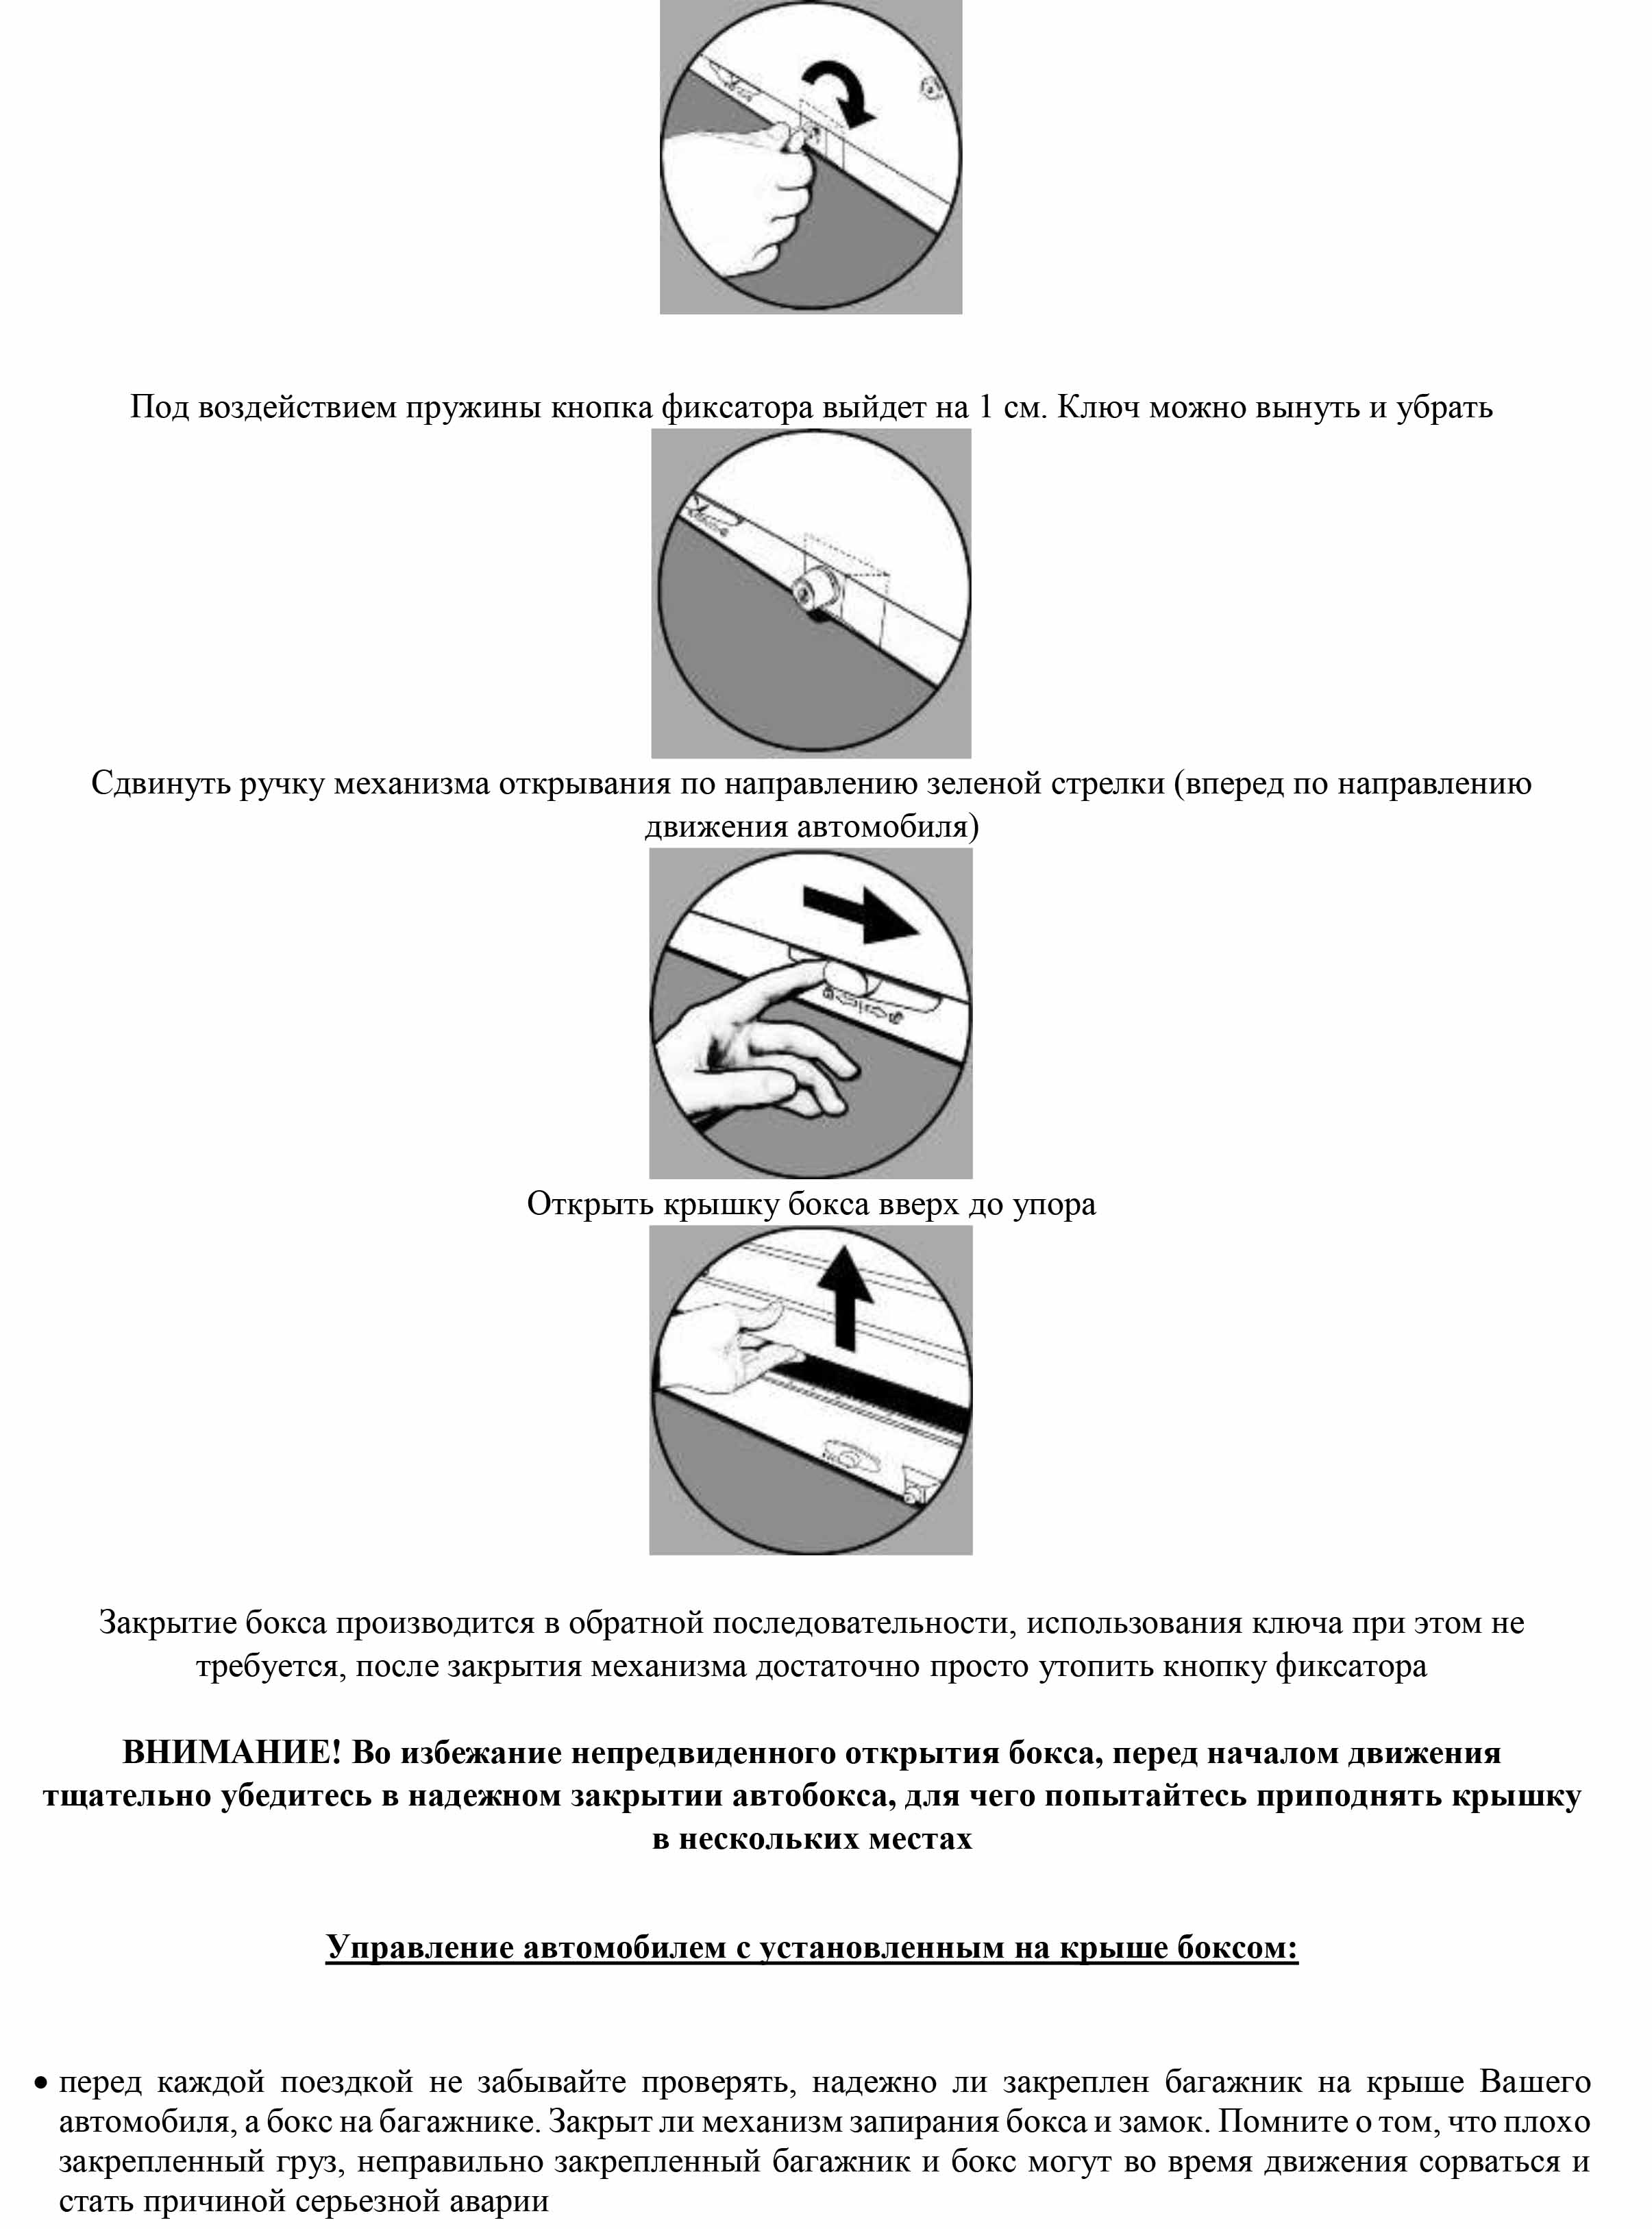 Под воздействием пружины кнопка фиксатора выйдет на 1 см. Ключ можно вынуть и убрать
Сдвинуть ручку механизма открывания по направлению зеленой стрелки (вперед по направлению
движения автомобиля)
Открыть крышку бокса вверх до упора
Закрытие бокса производится в обратной последовательности, использования ключа при этом не
требуется, после закрытия механизма достаточно просто утопить кнопку фиксатора
ВНИМАНИЕ! Во избежание непредвиденного открытия бокса, перед началом движения
тщательно убедитесь в надежном закрытии автобокса, для чего попытайтесь приподнять крышку
в нескольких местах
Управление автомобилем с установленным на крыше боксом:
• перед каждой поездкой не забывайте проверять, надежно ли закреплен багажник на крыше Вашего
автомобиля, а бокс на багажнике. Закрыт ли механизм запирания бокса и замок. Помните о том, что плохо
закрепленный груз, неправильно закрепленный багажник и бокс могут во время движения сорваться и
стать причиной серьезной аварии